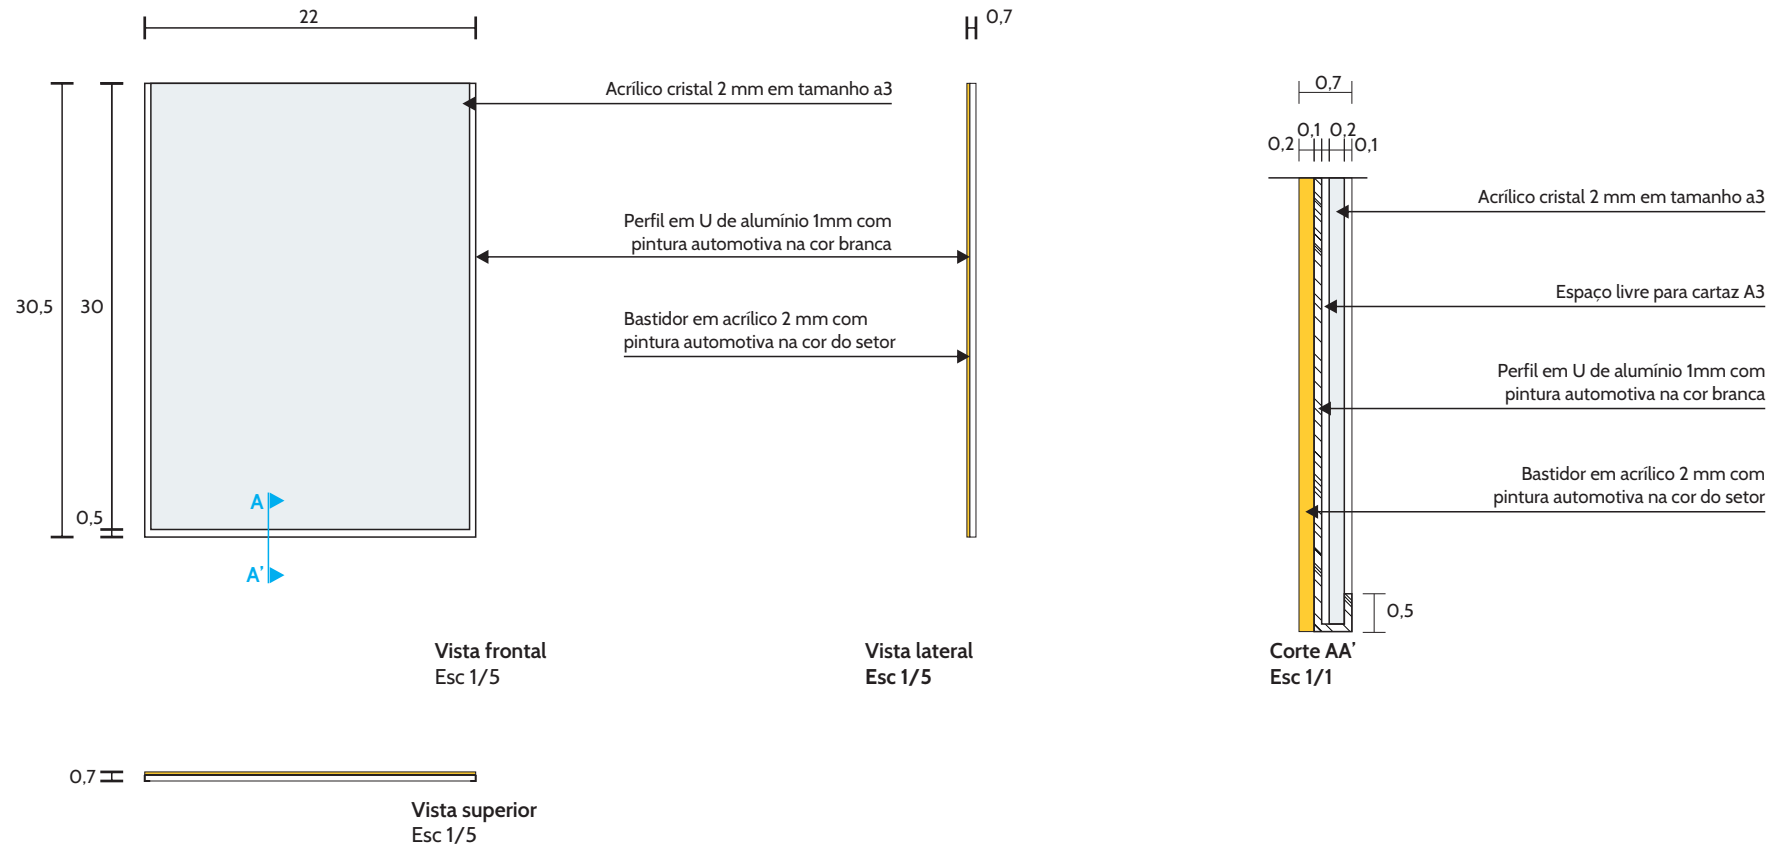 22
0,7
Acrílico cristal 2 mm em tamanho a3
Perfil em U de alumínio 1mm com
pintura automotiva na cor branca
Bastidor em acrílico 2 mm com
pintura automotiva na cor do setor
30,5
30
0,5
A
A'
Vista frontal
Esc 1/5
Vista lateral
Esc 1/5
0,7
0,2
0,1
0,2
0,1
Acrílico cristal 2 mm em tamanho a3
Espaço livre para cartaz A3
Perfil em U de alumínio 1mm com
pintura automotiva na cor branca
Bastidor em acrílico 2 mm com
pintura automotiva na cor do setor
0,5
Corte AA'
Esc 1/1
0,7
Vista superior
Esc 1/5